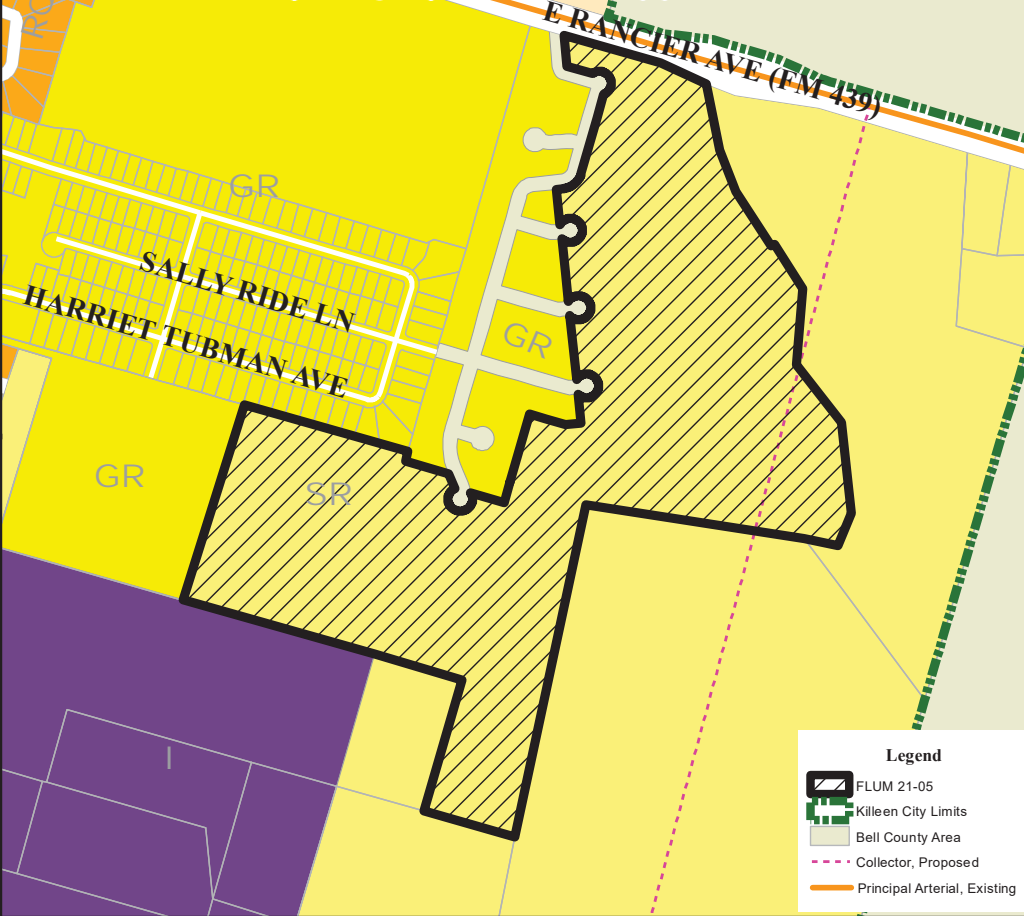 E RANCIER AVE (FM 439)
GR
SALLY RIDE LN
HARRIET TUBMAN AVE
GR
GR
SR
I
Legend
FLUM 21-05
Killeen City Limits
Bell County Area
Collector, Proposed
Principal Arterial, Existing